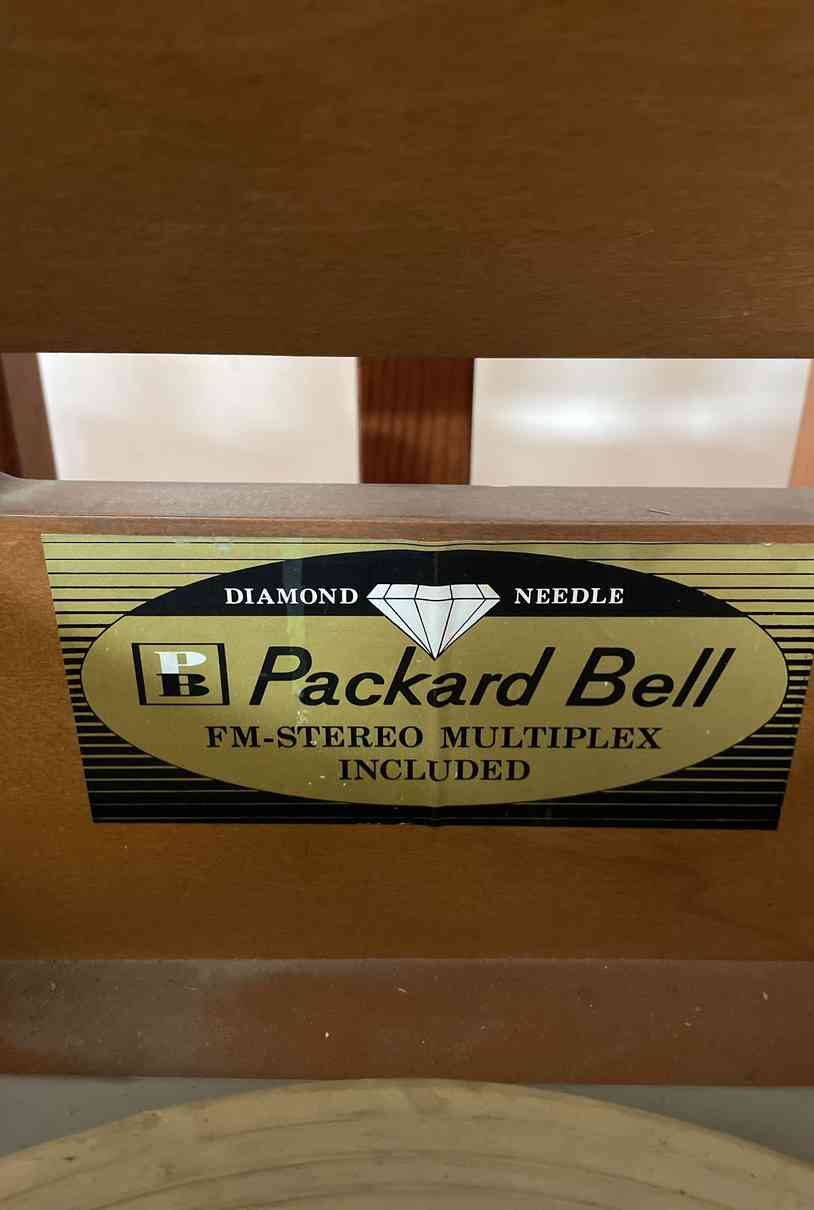 DIAMOND NEEDLE
PB Packard Bell
FM-STEREO MULTIPLEX
INCLUDED